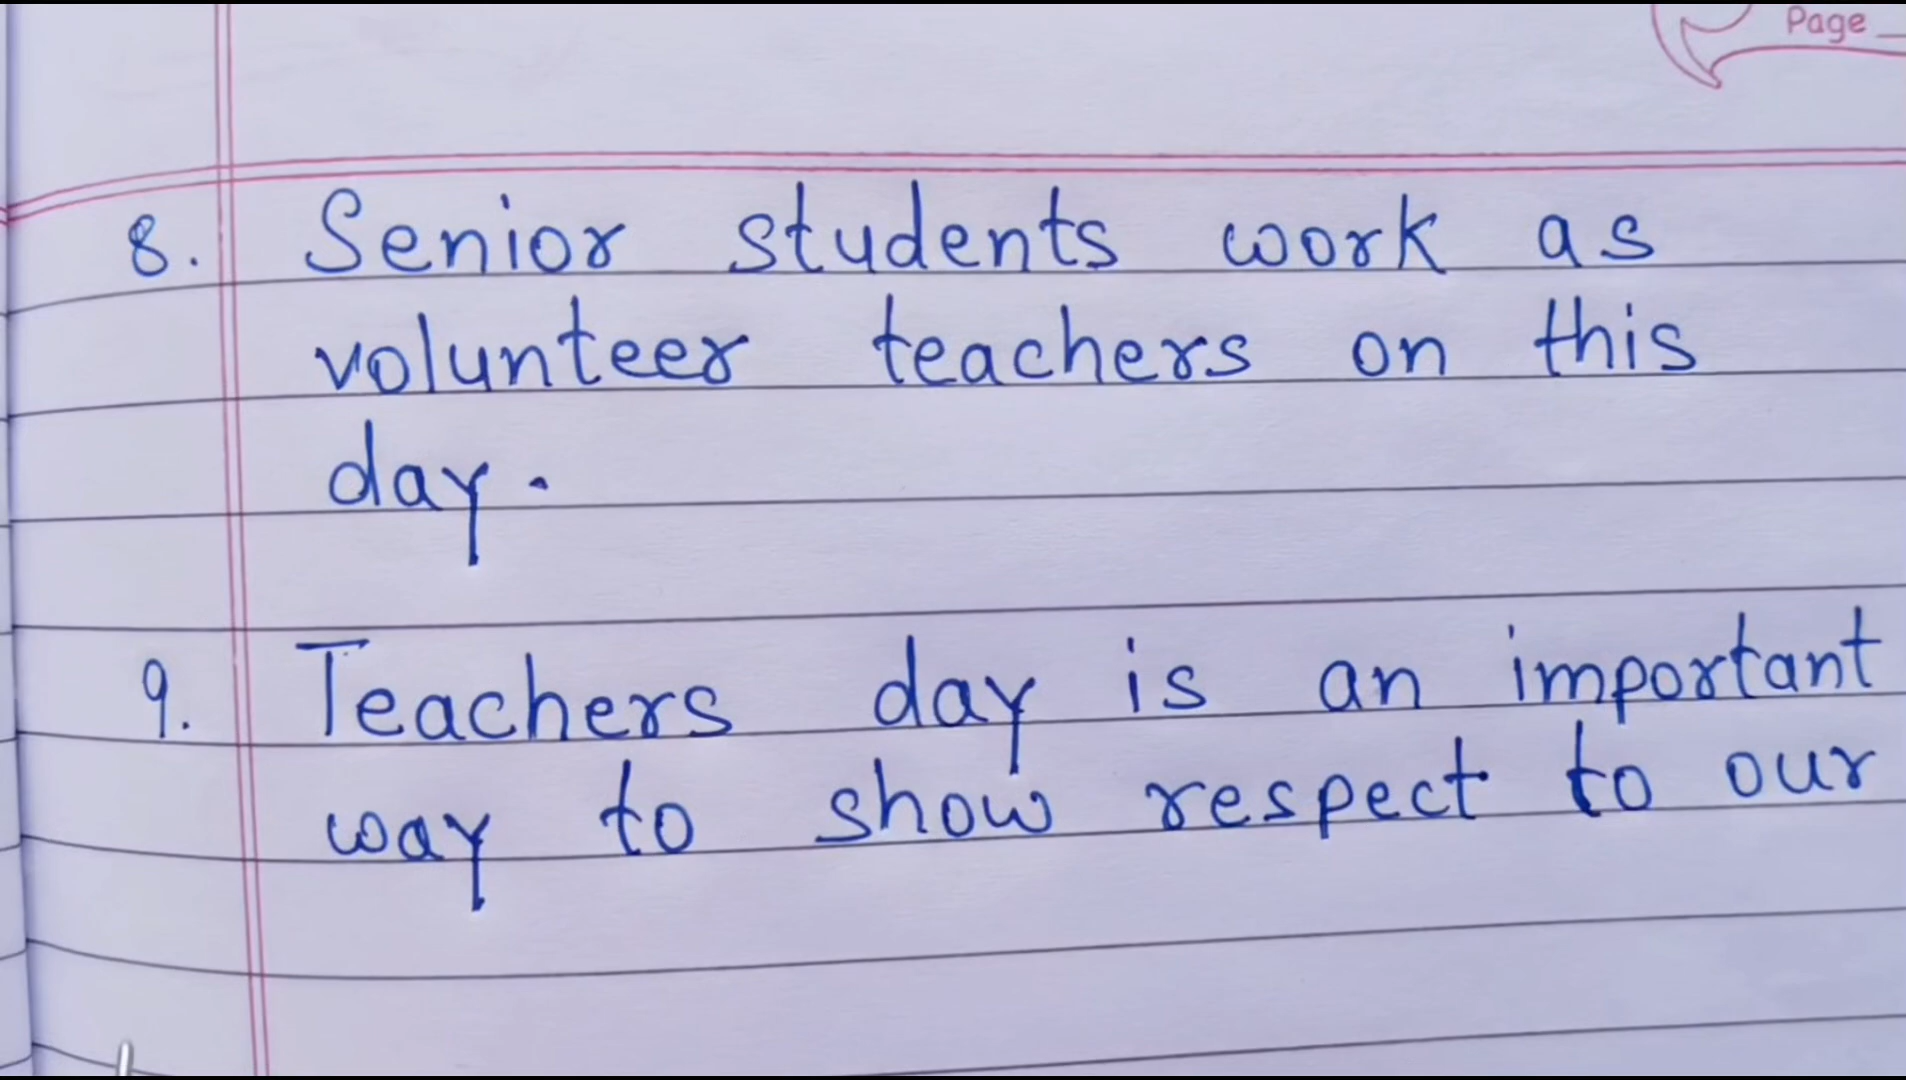 Page
8. Senior students work as
volunteer teachers on this
day.
9. Teachers day is an important
way to show respect to our